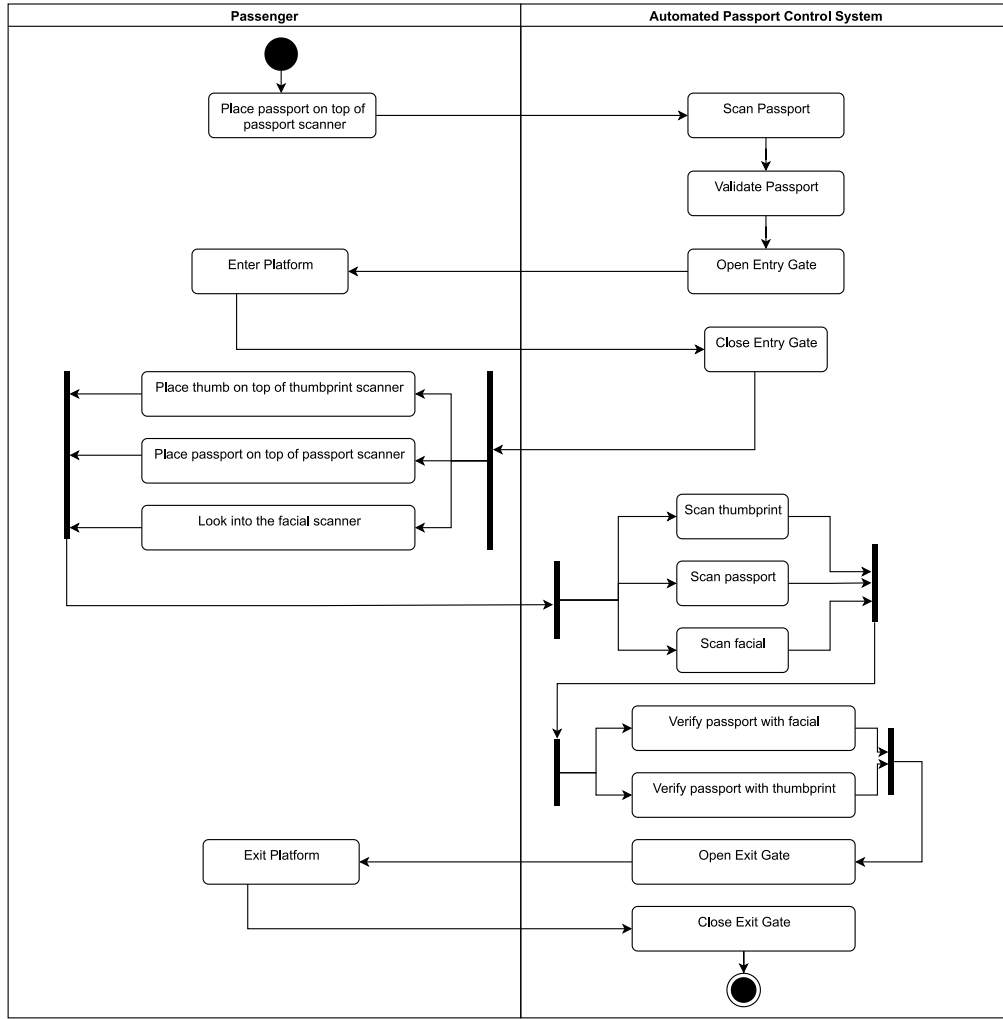 Passenger
Automated Passport Control System
Place passport on top of
passport scanner
Scan Passport
Validate Passport
Enter Platform
Open Entry Gate
Close Entry Gate
Place thumb on top of thumbprint scanner
Place passport on top of passport scanner
Look into the facial scanner
Scan thumbprint
Scan passport
Scan facial
Verify passport with facial
Verify passport with thumbprint
Exit Platform
Open Exit Gate
Close Exit Gate